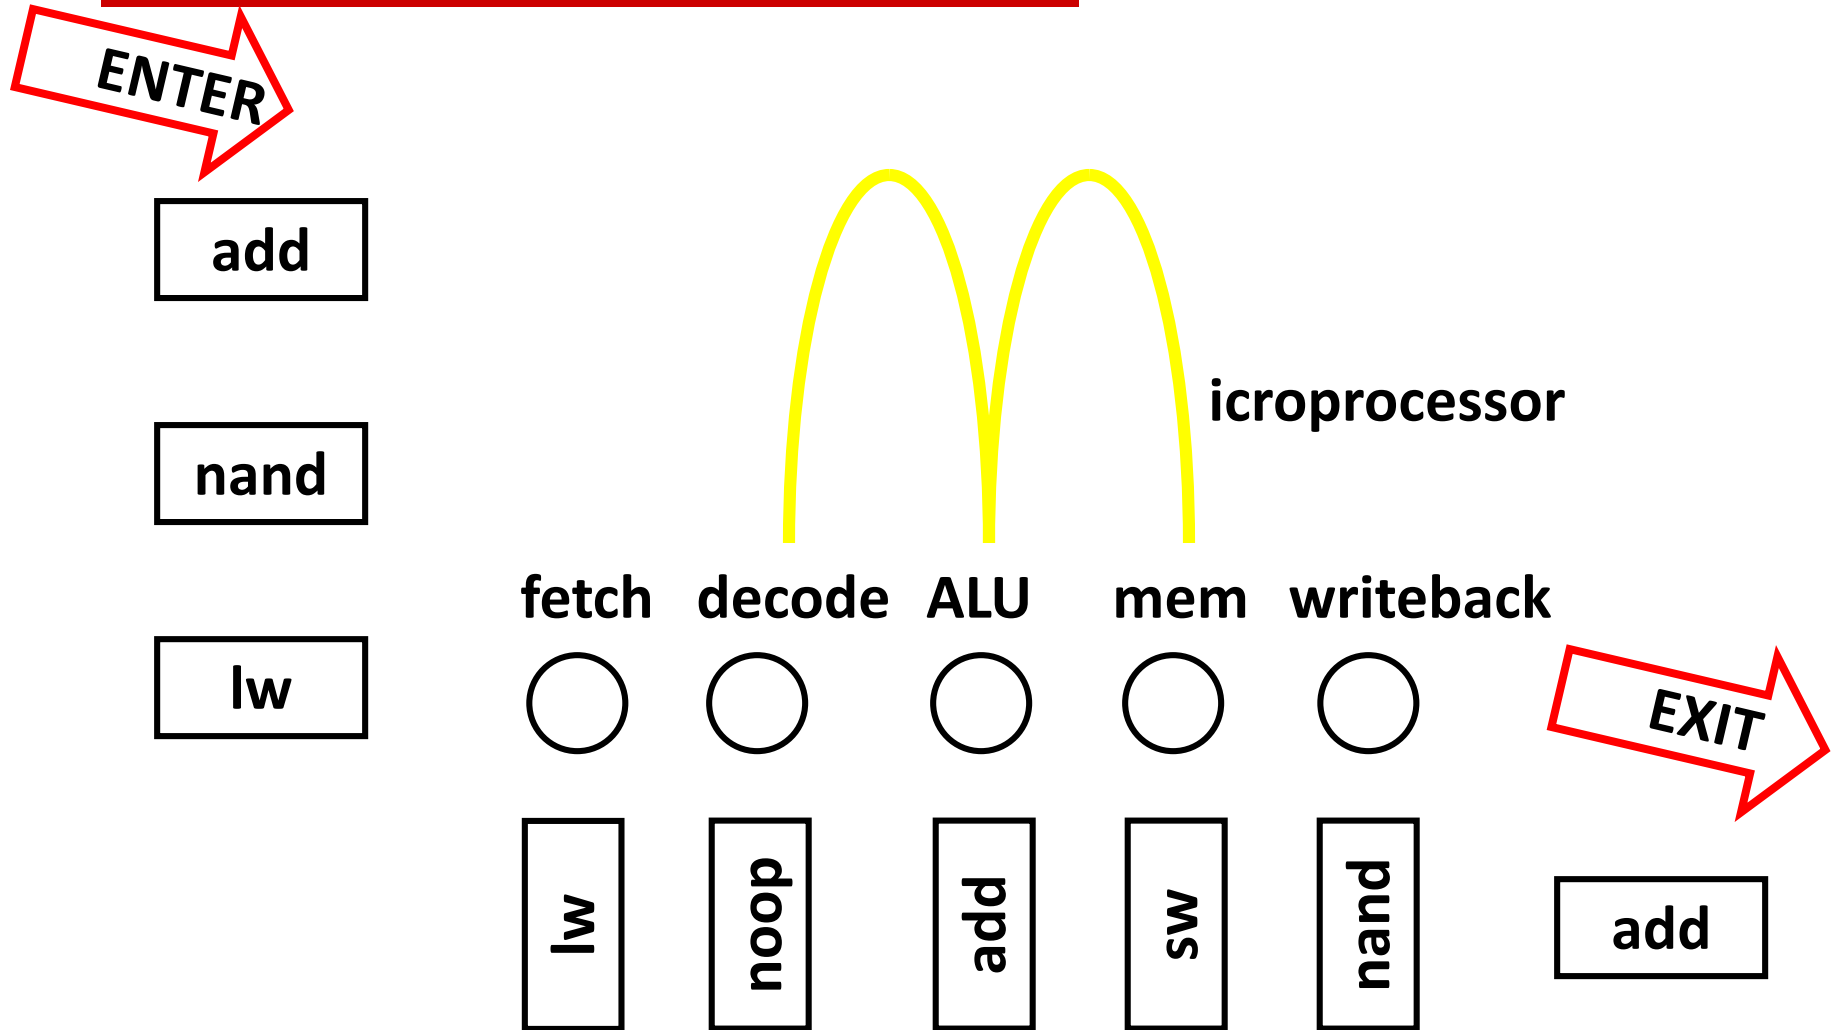 ENTER
add
nand
icroprocessor
fetch decode ALU mem writeback
lw
EXIT
lw noop add sw nand add